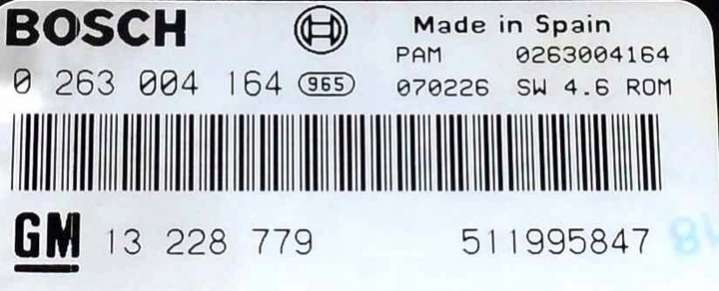 BOSCH Made in Spain
PAM 0263004164
0 263 004 164 965 070226 SW 4.6 ROM
GM 13 228 779 511995847